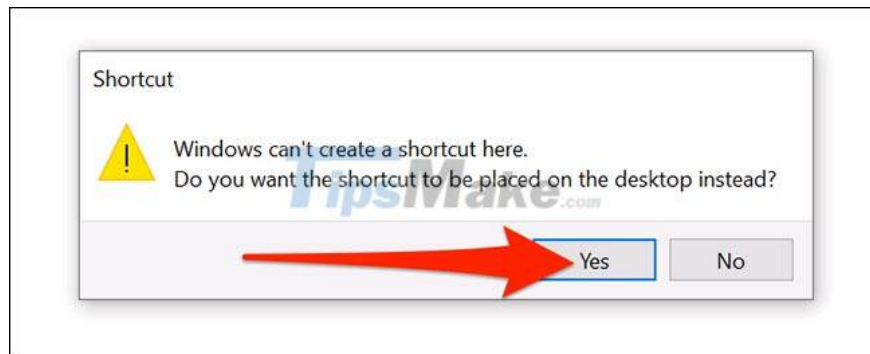 Shortcut
!
Windows can't create a shortcut here.
Do you want the shortcut to be placed on the desktop instead?
TipsMake.com
Yes
No